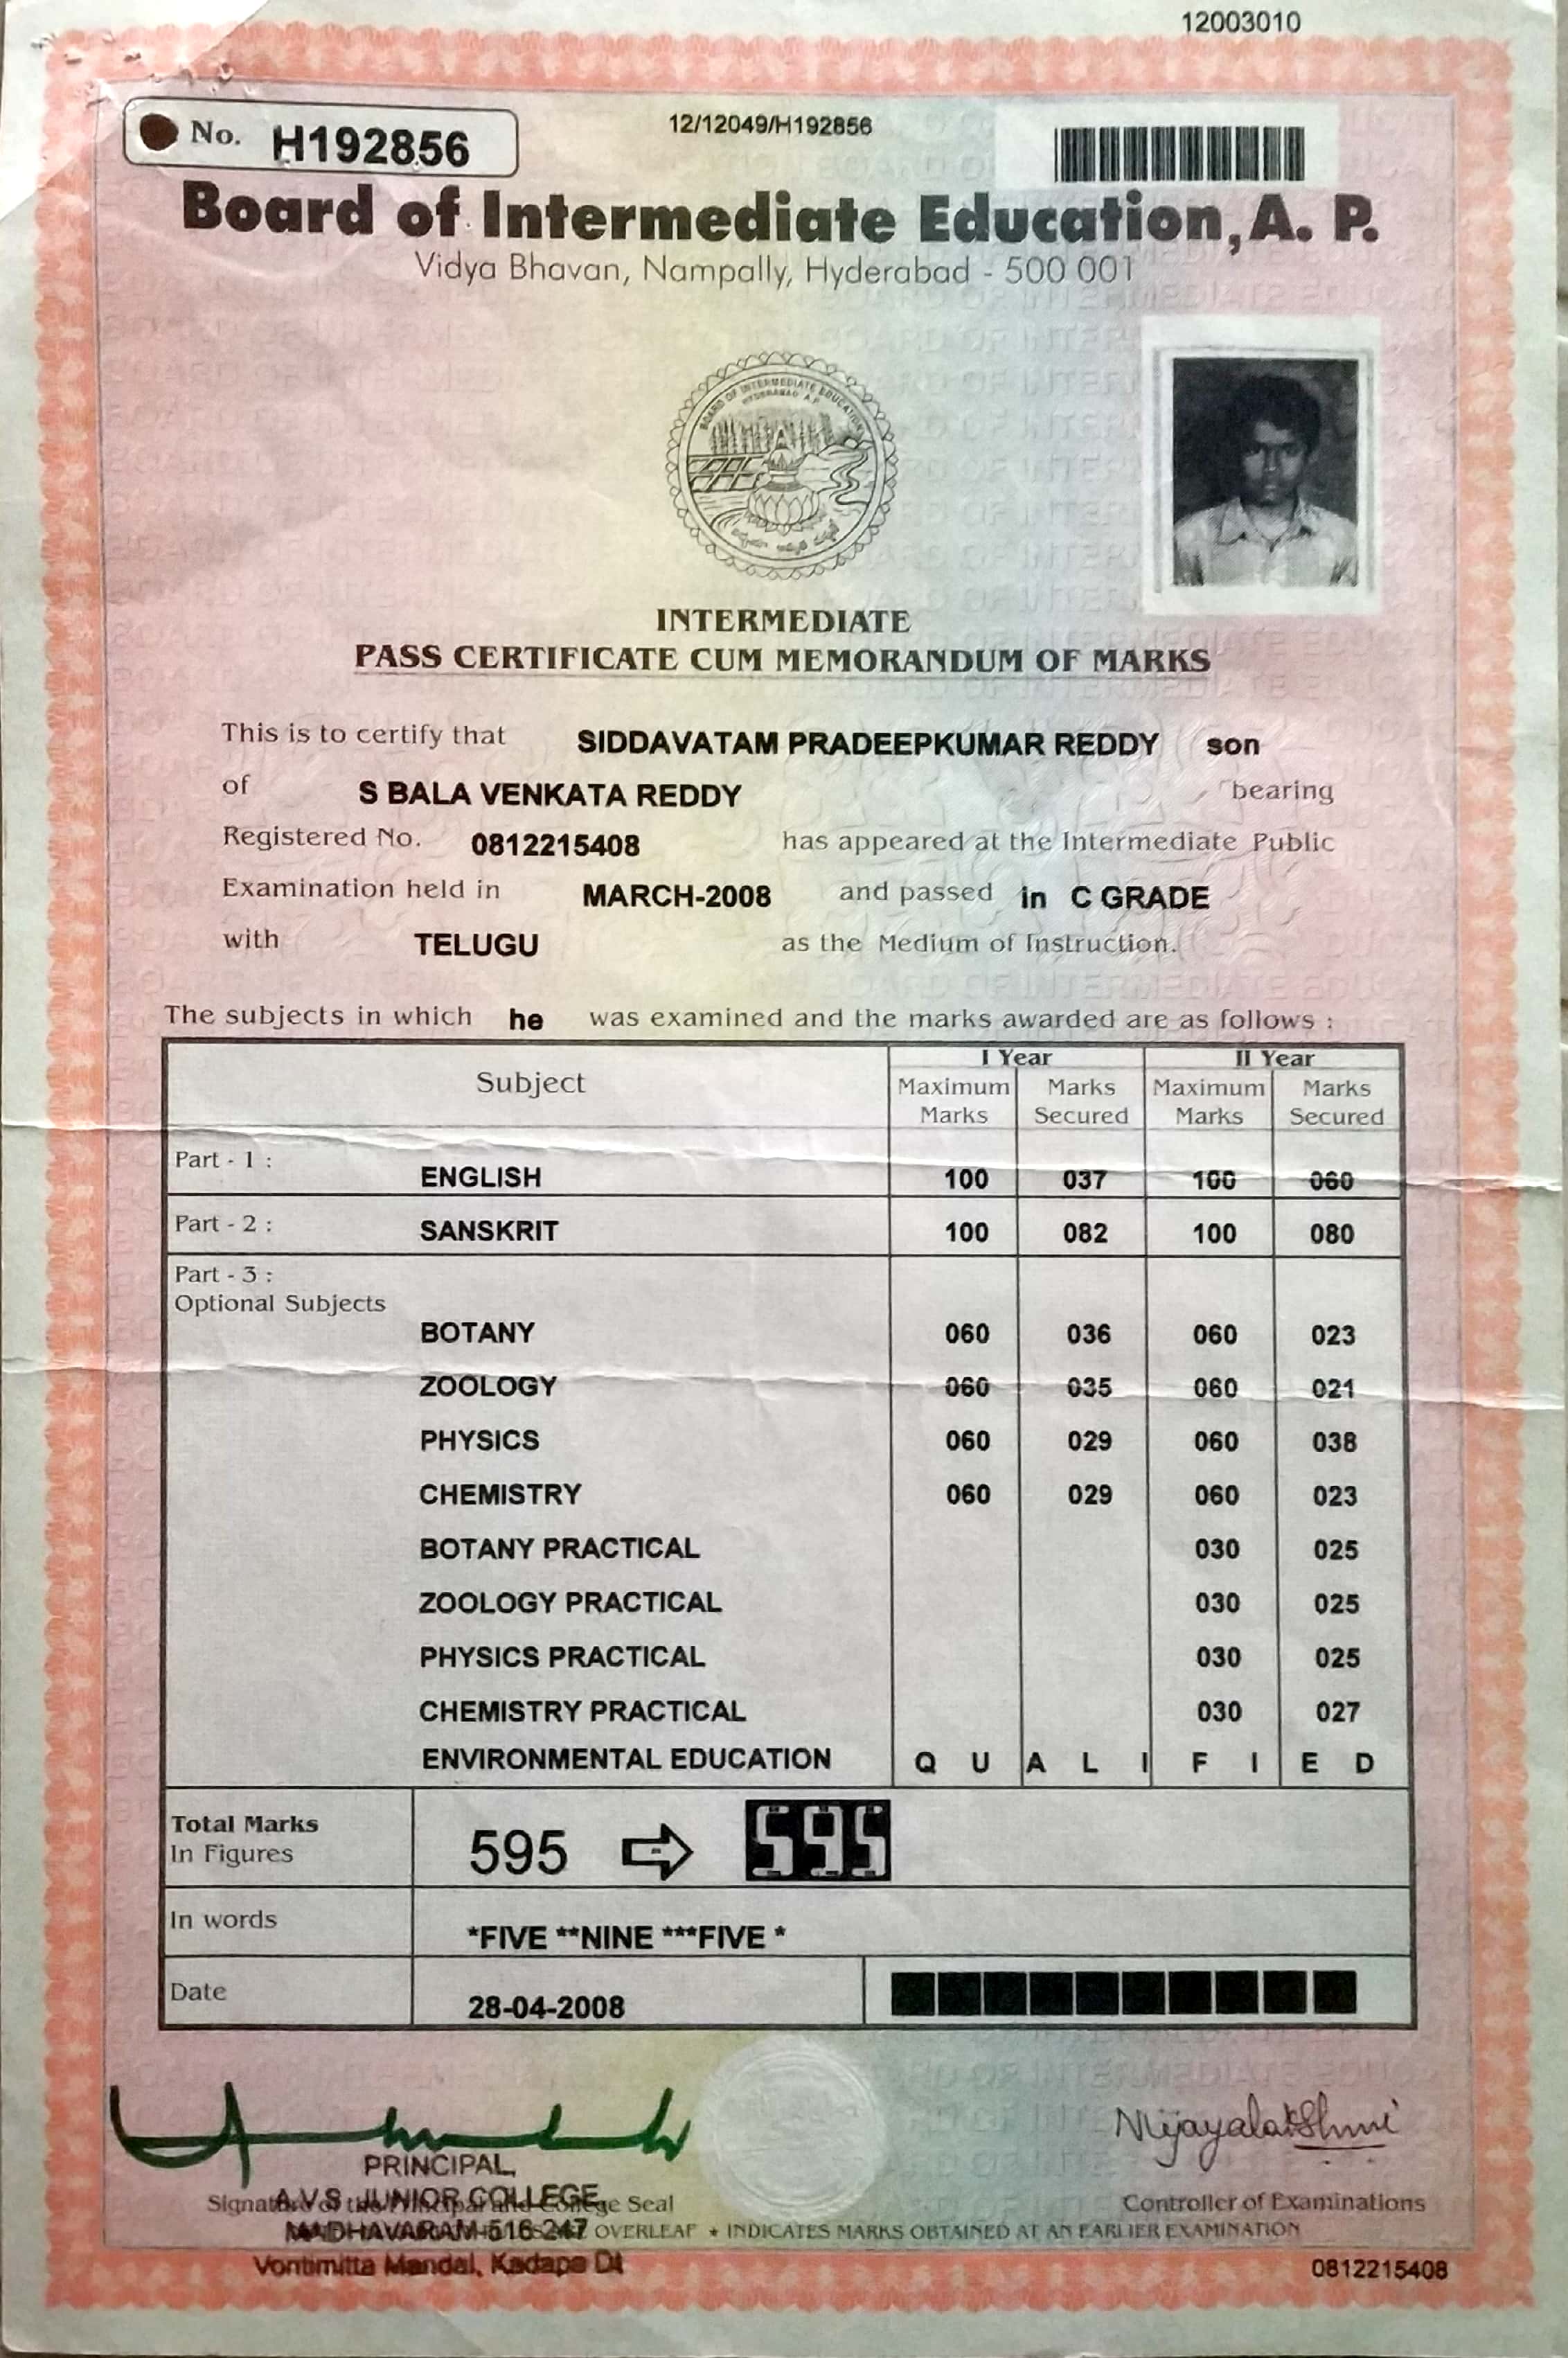 12003010
No. H192856
12/12049/H192856
Board of Intermediate Education, A. P.
Vidya Bhavan, Nampally, Hyderabad - 500 001
BOARD OF INTERMEDIATE EDUCATION
HYDERABAD A.P.
INTERMEDIATE
PASS CERTIFICATE CUM MEMORANDUM OF MARKS
This is to certify that SIDDAVATAM PRADEEPKUMAR REDDY son
of S BALA VENKATA REDDY bearing
Registered No. 0812215408 has appeared at the Intermediate Public
Examination held in MARCH-2008 and passed in C GRADE
with TELUGU as the Medium of Instruction.
The subjects in which he was examined and the marks awarded are as follows :
Subject I Year II Year
Maximum Marks Marks Secured Maximum Marks Marks Secured
Part - 1 : ENGLISH 100 037 100 060
Part - 2 : SANSKRIT 100 082 100 080
Part - 3 :
Optional Subjects
BOTANY 060 036 060 023
ZOOLOGY 060 035 060 021
PHYSICS 060 029 060 038
CHEMISTRY 060 029 060 023
BOTANY PRACTICAL 030 025
ZOOLOGY PRACTICAL 030 025
PHYSICS PRACTICAL 030 025
CHEMISTRY PRACTICAL 030 027
ENVIRONMENTAL EDUCATION Q U A L I F I E D
Total Marks
In Figures 595 595
In words *FIVE **NINE ***FIVE *
Date 28-04-2008
PRINCIPAL,
A.V.S. JUNIOR COLLEGE,
Signature of the Principal and College Seal Controller of Examinations
MADHAVARAM-516 247 OVERLEAF * INDICATES MARKS OBTAINED AT AN EARLIER EXAMINATION
Vontimitta Mandal, Kadapa Dt
0812215408